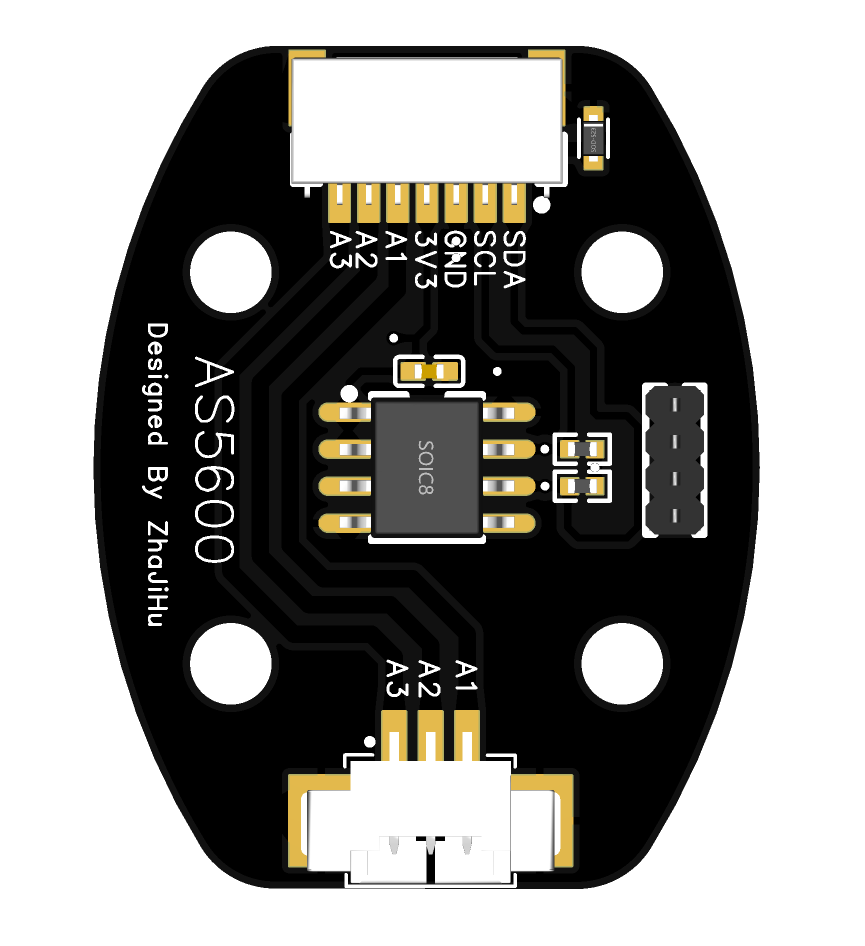 A3
A2
A1
3V3
GND
SCL
SDA
AS5600
Designed By ZhaJiHu
SOIC8
A3
A2
A1